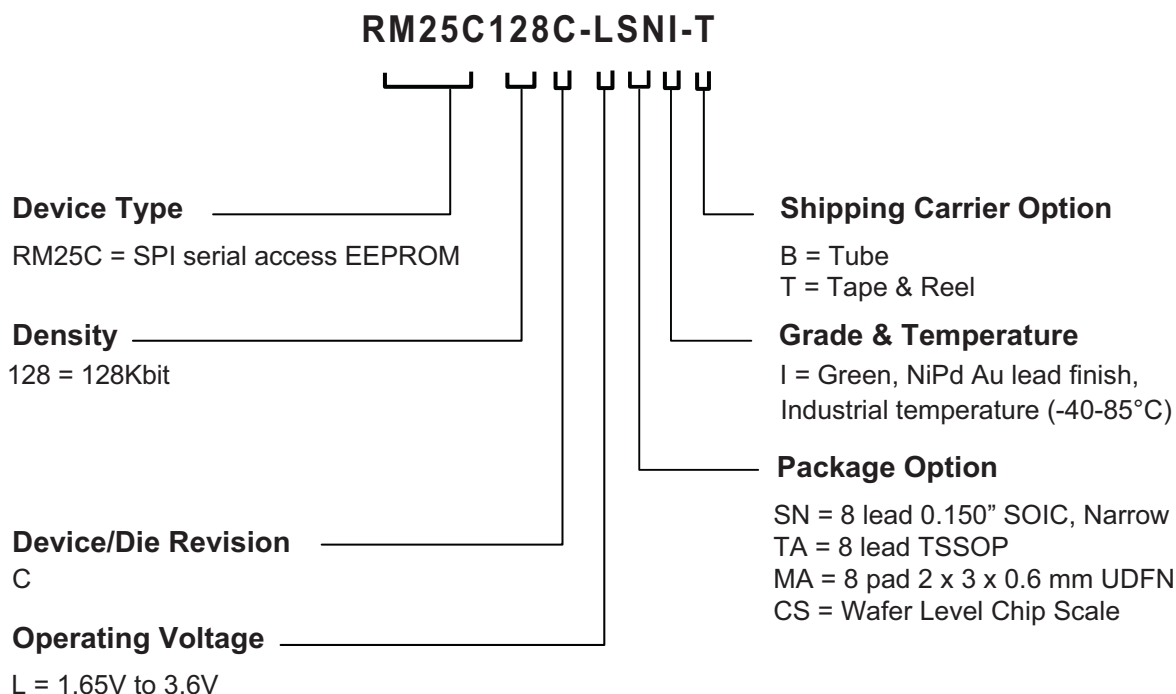 RM25C128C-LSNI-T
Device Type
RM25C = SPI serial access EEPROM
Density
128 = 128Kbit
Device/Die Revision
C
Operating Voltage
L = 1.65V to 3.6V
Shipping Carrier Option
B = Tube
T = Tape & Reel
Grade & Temperature
I = Green, NiPd Au lead finish,
Industrial temperature (-40-85°C)
Package Option
SN = 8 lead 0.150” SOIC, Narrow
TA = 8 lead TSSOP
MA = 8 pad 2 x 3 x 0.6 mm UDFN
CS = Wafer Level Chip Scale